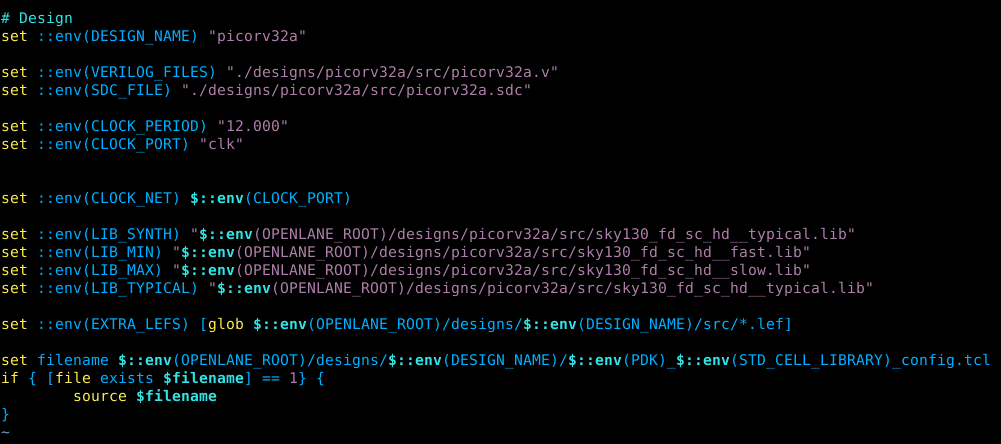 # Design
set ::env(DESIGN_NAME) "picorv32a"
set ::env(VERILOG_FILES) "./designs/picorv32a/src/picorv32a.v"
set ::env(SDC_FILE) "./designs/picorv32a/src/picorv32a.sdc"
set ::env(CLOCK_PERIOD) "12.000"
set ::env(CLOCK_PORT) "clk"
set ::env(CLOCK_NET) $::env(CLOCK_PORT)
set ::env(LIB_SYNTH) "$::env(OPENLANE_ROOT)/designs/picorv32a/src/sky130_fd_sc_hd__typical.lib"
set ::env(LIB_MIN) "$::env(OPENLANE_ROOT)/designs/picorv32a/src/sky130_fd_sc_hd__fast.lib"
set ::env(LIB_MAX) "$::env(OPENLANE_ROOT)/designs/picorv32a/src/sky130_fd_sc_hd__slow.lib"
set ::env(LIB_TYPICAL) "$::env(OPENLANE_ROOT)/designs/picorv32a/src/sky130_fd_sc_hd__typical.lib"
set ::env(EXTRA_LEFS) [glob $::env(OPENLANE_ROOT)/designs/$::env(DESIGN_NAME)/src/*.lef]
set filename $::env(OPENLANE_ROOT)/designs/$::env(DESIGN_NAME)/$::env(PDK)_$::env(STD_CELL_LIBRARY)_config.tcl
if { [file exists $filename] == 1} {
        source $filename
}
~